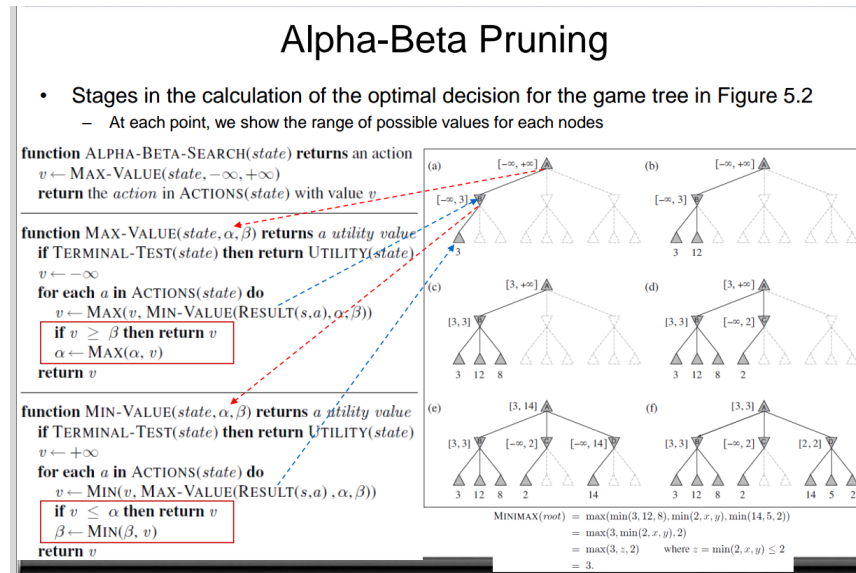 Alpha-Beta Pruning
• Stages in the calculation of the optimal decision for the game tree in Figure 5.2
– At each point, we show the range of possible values for each nodes
function ALPHA-BETA-SEARCH(state) returns an action
v ← MAX-VALUE(state, −∞, +∞)
return the action in ACTIONS(state) with value v
function MAX-VALUE(state, α, β) returns a utility value
if TERMINAL-TEST(state) then return UTILITY(state)
v ← −∞
for each a in ACTIONS(state) do
v ← MAX(v, MIN-VALUE(RESULT(s,a), α, β))
if v ≥ β then return v
α ← MAX(α, v)
return v
function MIN-VALUE(state, α, β) returns a utility value
if TERMINAL-TEST(state) then return UTILITY(state)
v ← +∞
for each a in ACTIONS(state) do
v ← MIN(v, MAX-VALUE(RESULT(s,a) , α, β))
if v ≤ α then return v
β ← MIN(β, v)
return v
(a) [−∞, +∞] A
[−∞, 3] B
3
(b) [−∞, +∞] A
[−∞, 3] B
3 12
(c) [3, +∞] A
[3, 3] B
3 12 8
(d) [3, +∞] A
[3, 3] B [−∞, 2] C
3 12 8 2
(e) [3, 14] A
[3, 3] B [−∞, 2] C [−∞, 14] D
3 12 8 2 14
(f) [3, 3] A
[3, 3] B [−∞, 2] C [2, 2] D
3 12 8 2 14 5 2
MINIMAX(root) = max(min(3, 12, 8), min(2, x, y), min(14, 5, 2))
= max(3, min(2, x, y), 2)
= max(3, z, 2) where z = min(2, x, y) ≤ 2
= 3.